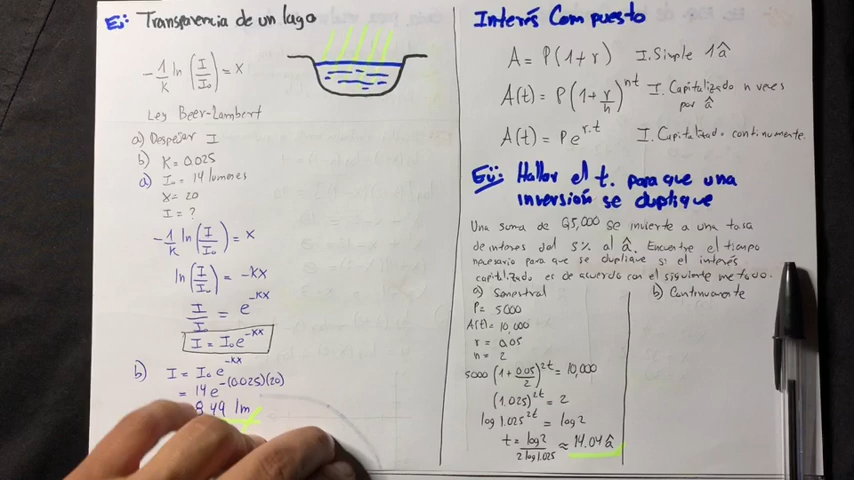 Ej: Transparencia de un lago
-1/k ln (I/I₀) = x
Ley Beer-Lambert
a) Despejar I
b) K = 0.025
a) I₀ = 14 lumenes
x = 20
I = ?
-1/k ln (I/I₀) = x
ln (I/I₀) = -kx
I/I₀ = e^-kx
I = I₀e^-kx
b) I = I₀ e^-kx
= 14 e^-(0.025)(20)
8.49 lm
Interés Compuesto
A = P(1+r) I. Simple 1â
A(t) = P(1+r/n)^nt I. Capitalizado n veces por â
A(t) = Pe^r.t I. Capitalizado continuamente.
Ej: Hallar el t. para que una
inversión se duplique
Una suma de Q5,000 se invierte a una tasa
de interes del 5% al â. Encuentre el tiempo
necesario para que se duplique si el interés
capitalizado es de acuerdo con el siguiente metodo.
a) Semestral
P = 5000
A(t) = 10,000
r = 0.05
n = 2
5000 (1+0.05/2)^2t = 10,000
(1.025)^2t = 2
log 1.025^2t = log 2
t = log 2/2 log 1.025 ≈ 14.04 â
b) Continuamente